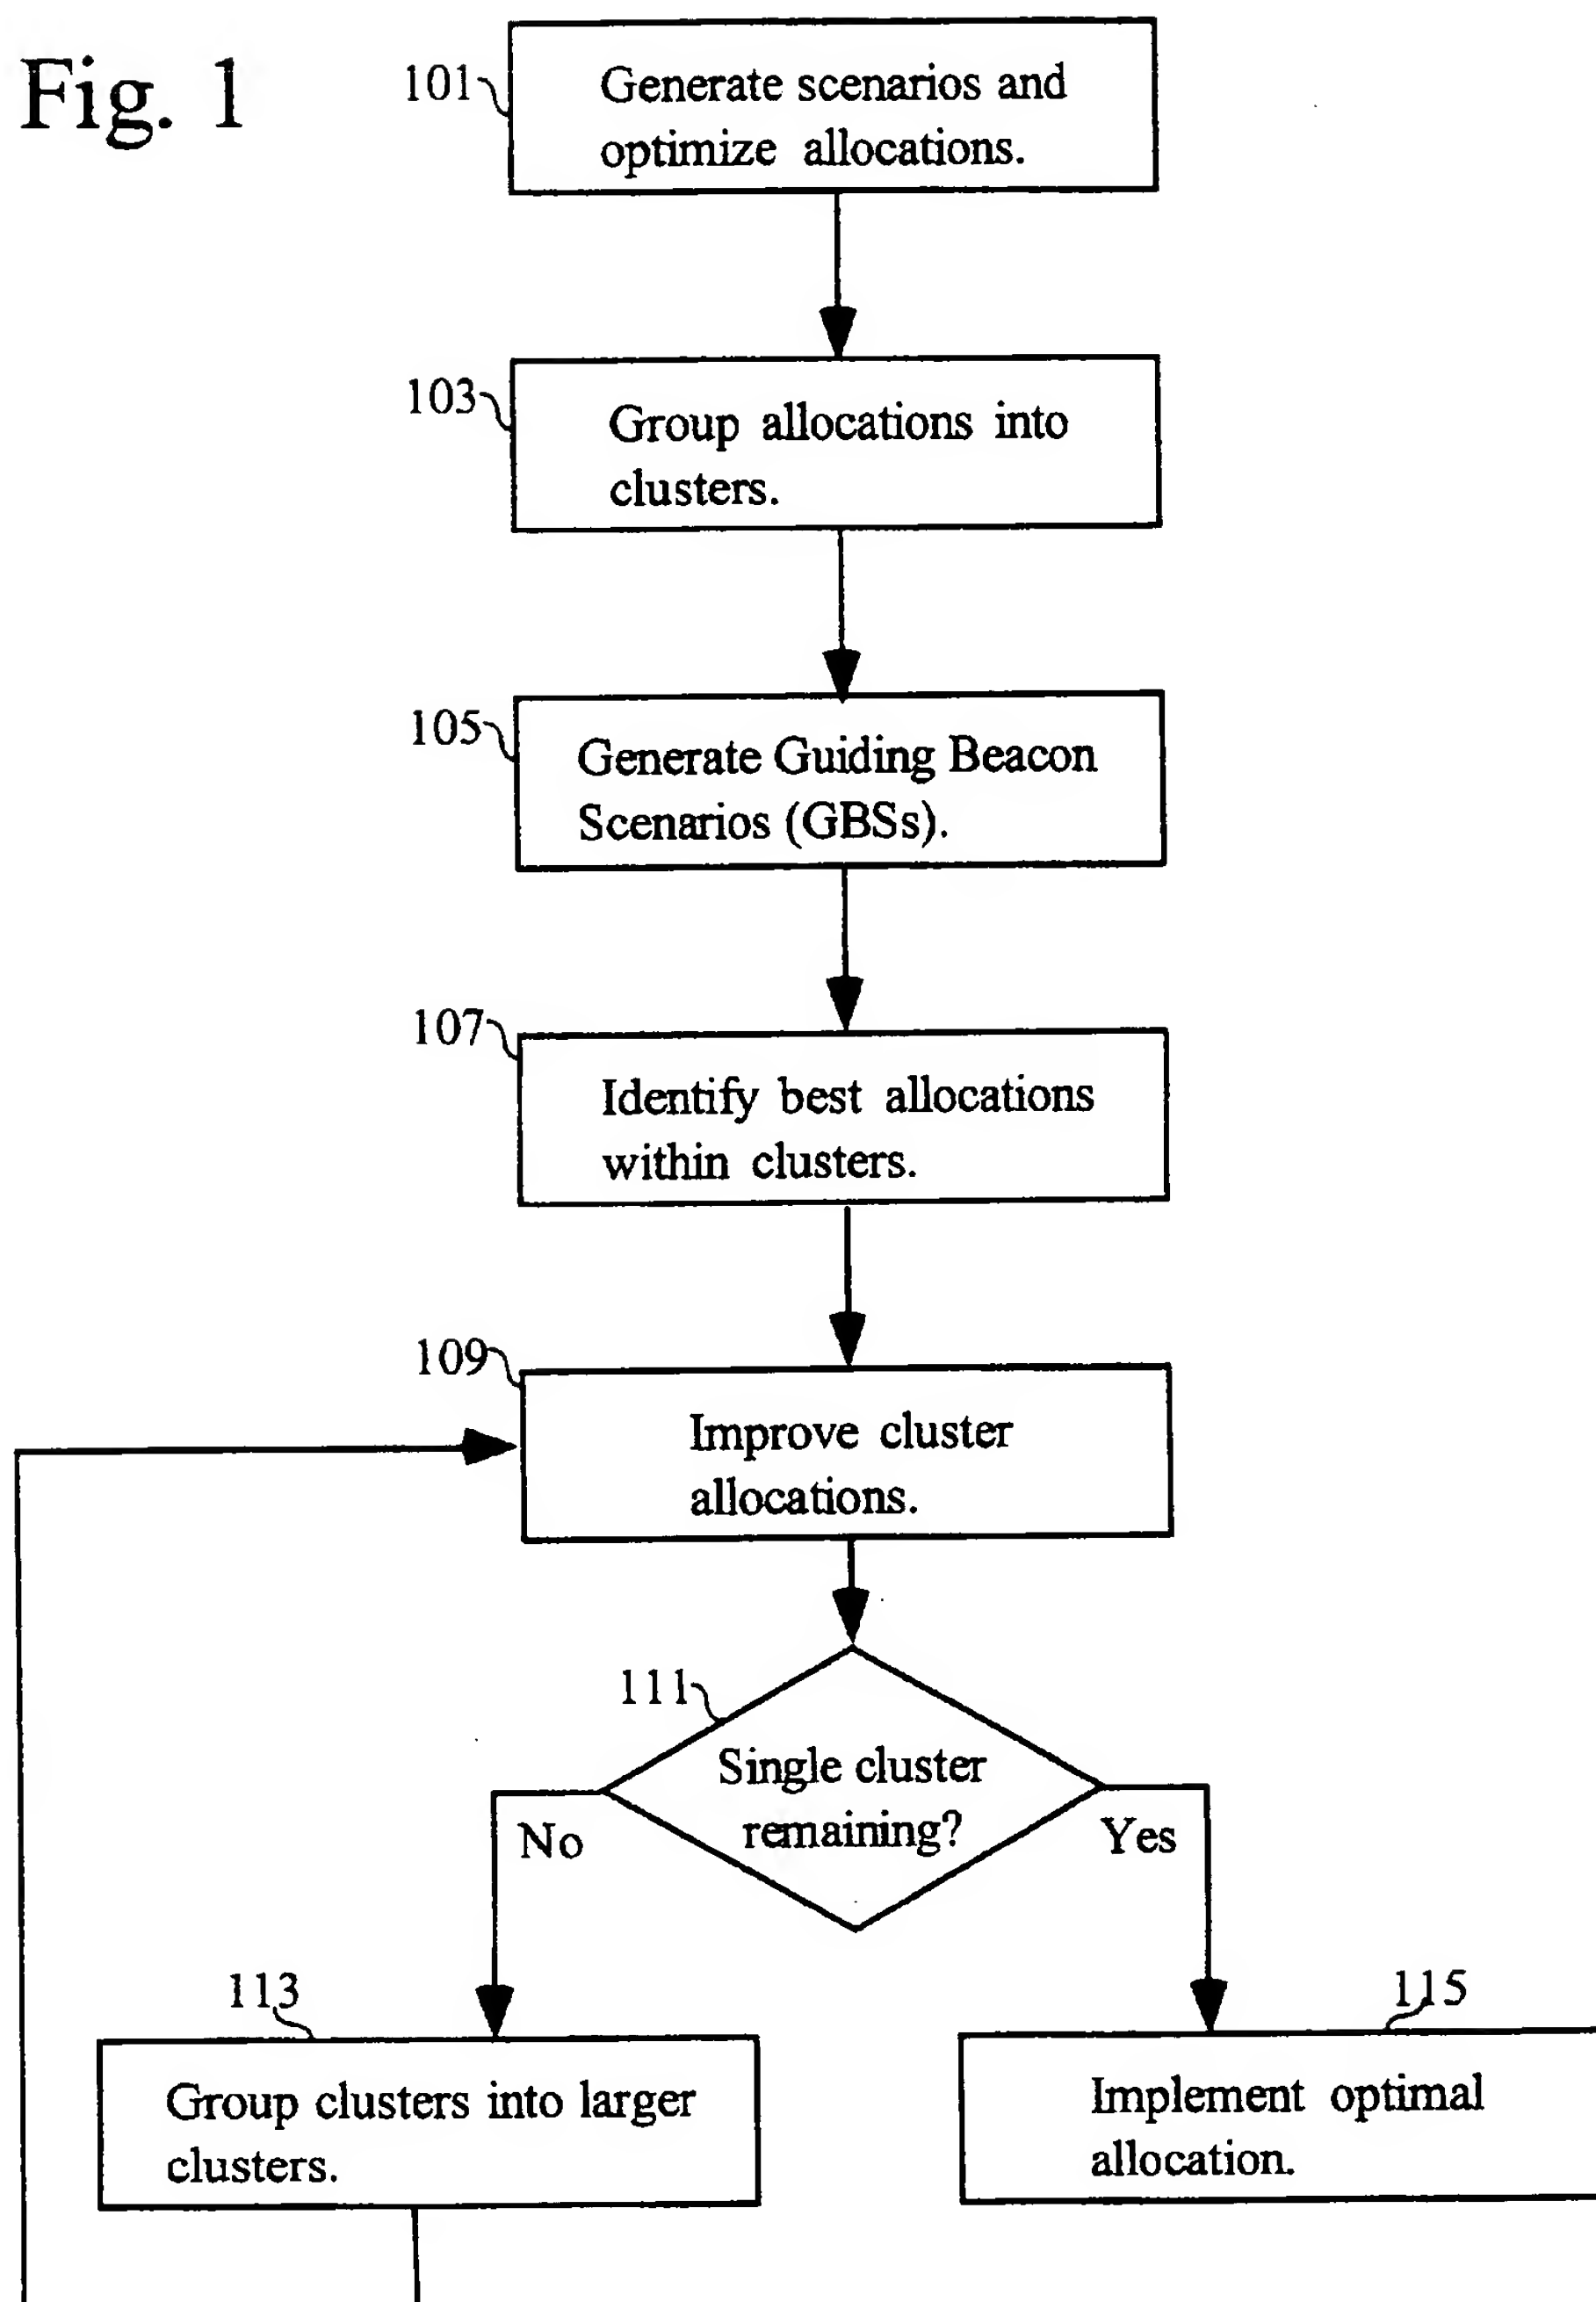 Fig. 1
101
Generate scenarios and
optimize allocations.
103
Group allocations into
clusters.
105
Generate Guiding Beacon
Scenarios (GBSs).
107
Identify best allocations
within clusters.
109
Improve cluster
allocations.
111
Single cluster
remaining?
No
Yes
113
115
Group clusters into larger
clusters.
Implement optimal
allocation.